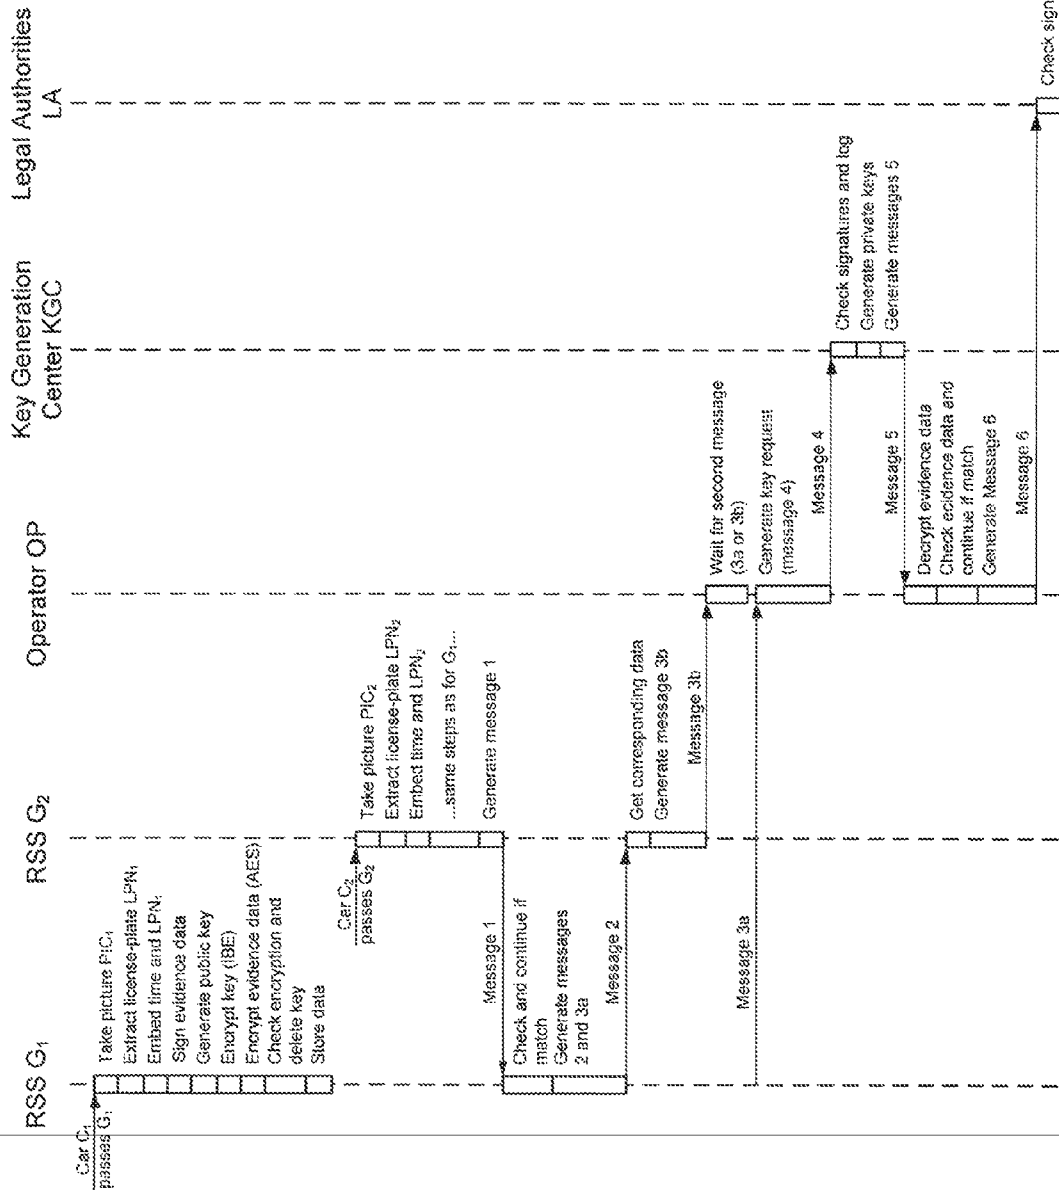 RSS G₁
RSS G₂
Operator OP
Key Generation
Center KGC
Legal Authorities
LA
Car C₁
passes G₁
Take picture PIC₁
Extract license-plate LPN₁
Embed time and LPN₁
Sign evidence data
Generate public key
Encrypt key (IBE)
Encrypt evidence data (AES)
Check encryption and
delete key
Store data
Car C₂
passes G₂
Take picture PIC₂
Extract license-plate LPN₂
Embed time and LPN₂
...same steps as for G₁...
Generate message 1
Message 1
Check and continue if
match
Generate messages
2 and 3a
Message 2
Get corresponding data
Generate message 3b
Message 3b
Wait for second message
(3a or 3b)
Message 3a
Generate key request
(message 4)
Message 4
Check signatures and log
Generate private keys
Generate messages 5
Message 5
Decrypt evidence data
Check ecidence data and
continue if match
Generate Message 6
Message 6
Check sign